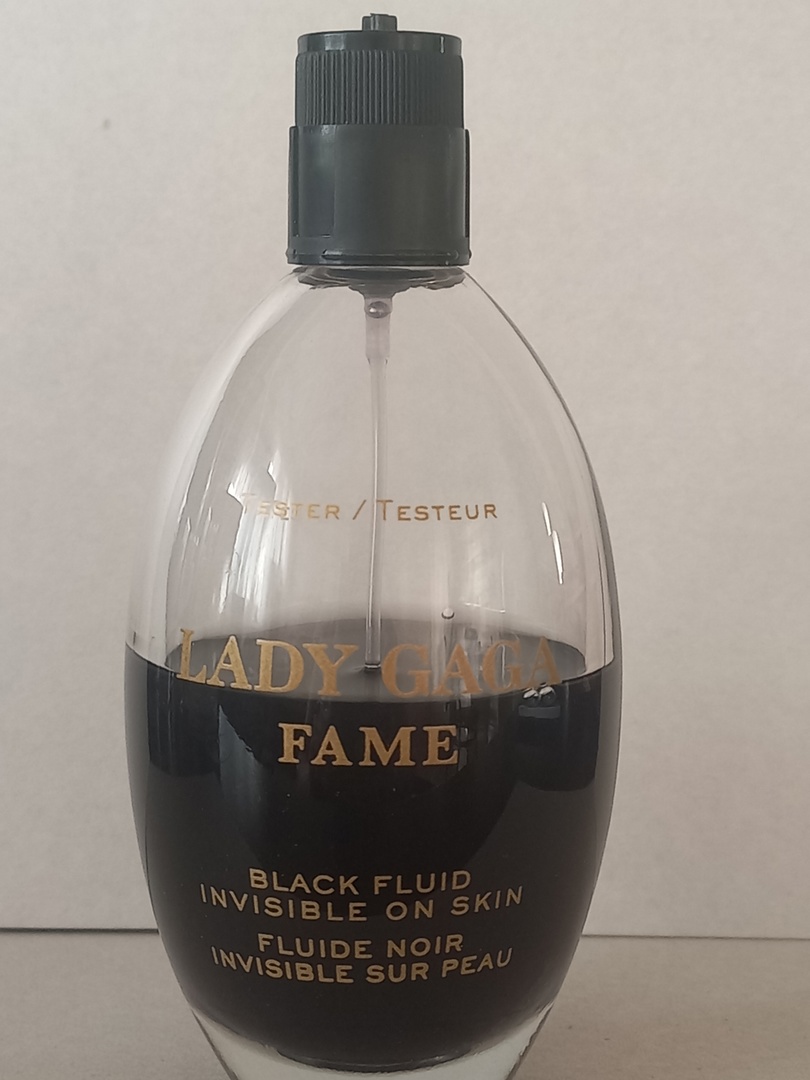 TESTER / TESTEUR
LADY GAGA
FAME
BLACK FLUID
INVISIBLE ON SKIN
FLUIDE NOIR
INVISIBLE SUR PEAU